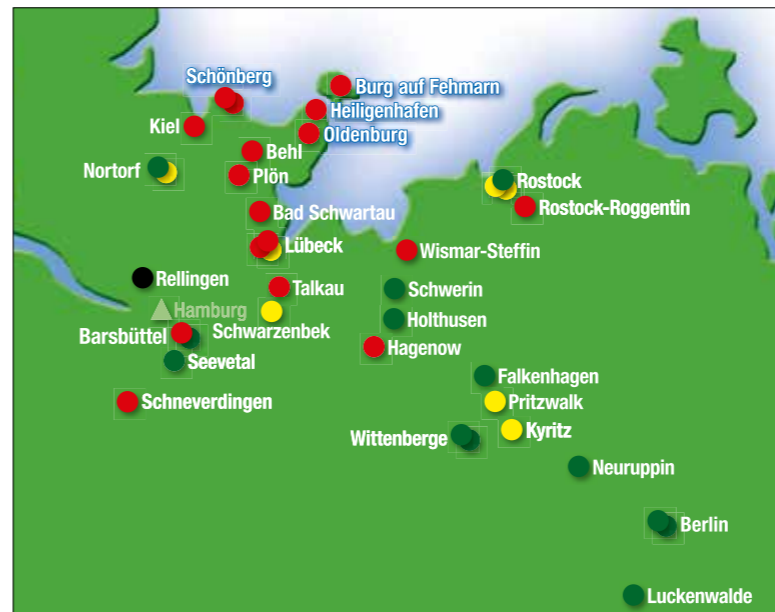 Schönberg
Burg auf Fehmarn
Heiligenhafen
Kiel
Oldenburg
Behl
Nortorf
Plön
Rostock
Bad Schwartau
Rostock-Roggentin
Lübeck
Wismar-Steffin
Rellingen
Talkau
Schwerin
Hamburg
Barsbüttel
Schwarzenbek
Holthusen
Hagenow
Seevetal
Falkenhagen
Schneverdingen
Pritzwalk
Kyritz
Wittenberge
Neuruppin
Berlin
Luckenwalde